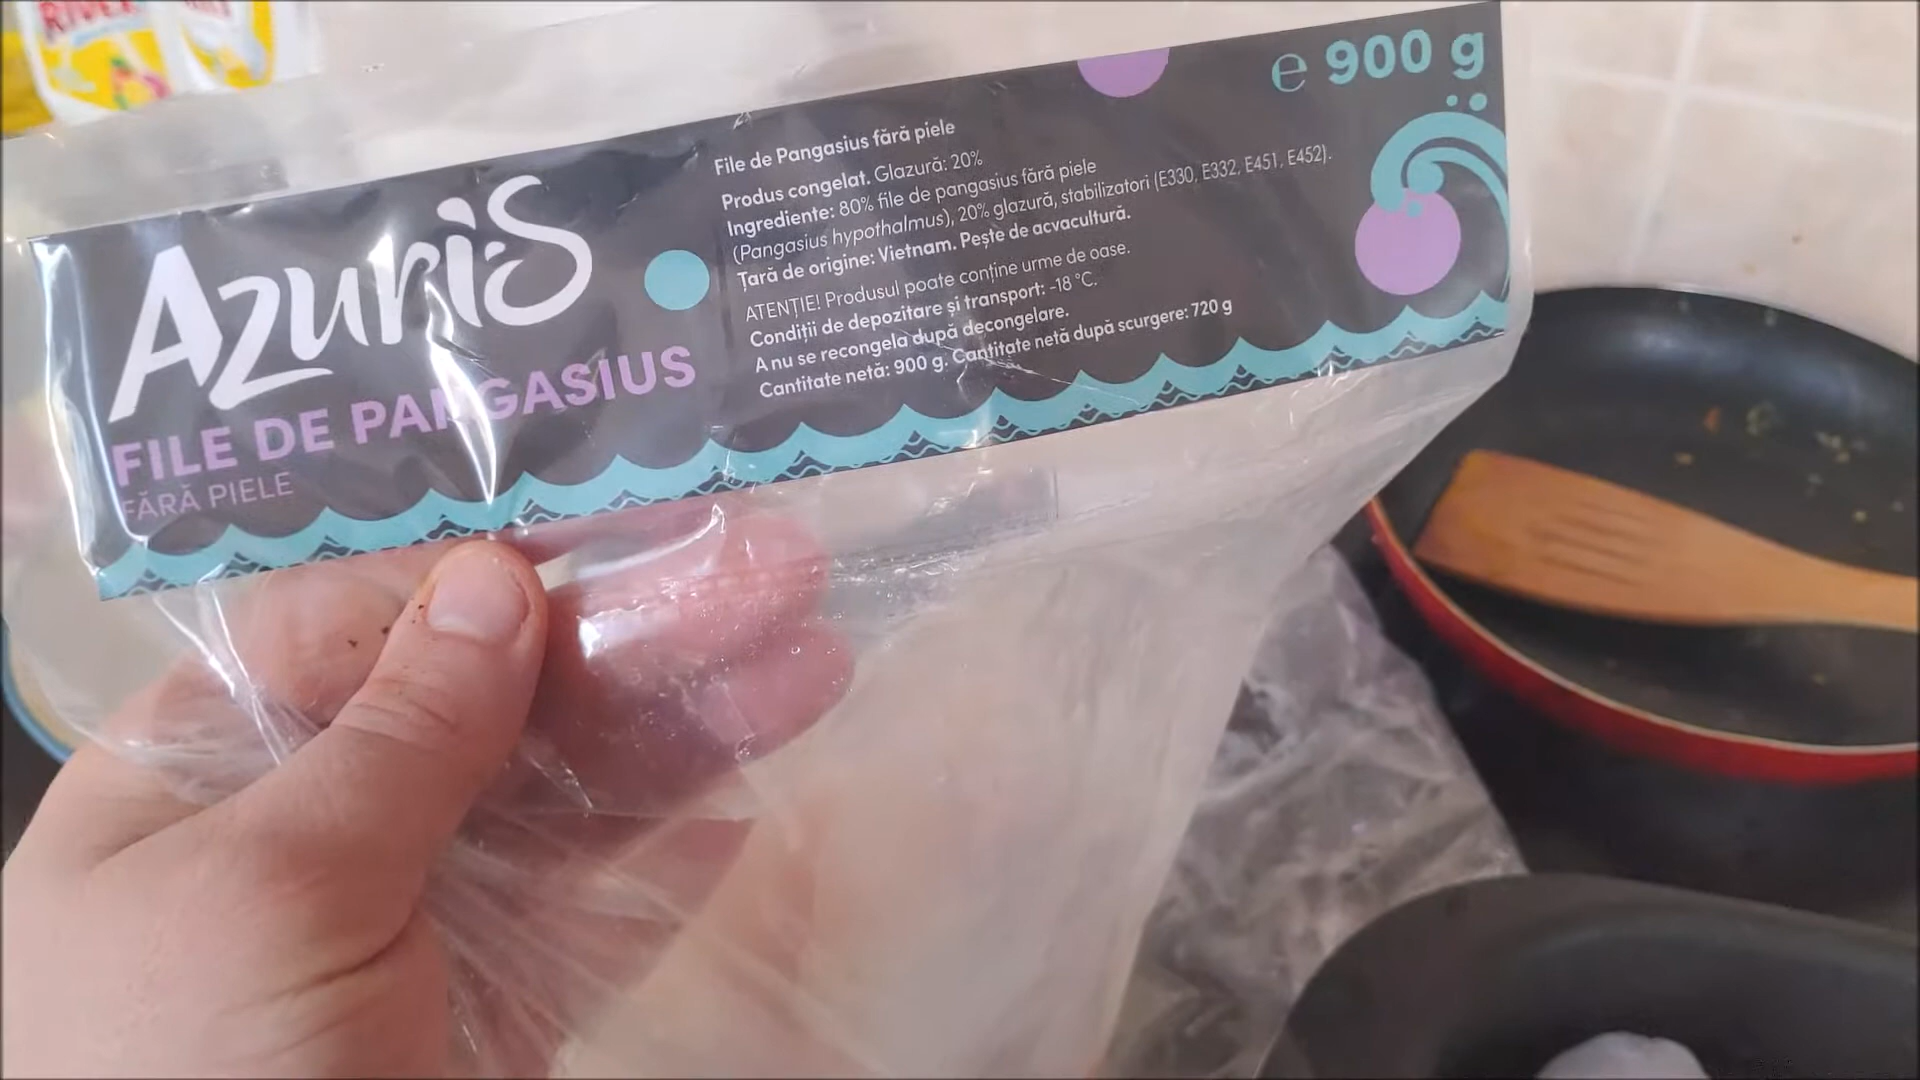 Azuris
FILE DE PANGASIUS
FĂRĂ PIELE
File de Pangasius fără piele
Produs congelat. Glazură: 20%
Ingrediente: 80% file de pangasius fără piele
(Pangasius hypothalmus), 20% glazură, stabilizatori (E330, E332, E451, E452).
Țară de origine: Vietnam. Pește de acvacultură.
ATENȚIE! Produsul poate conține urme de oase.
Condiții de depozitare și transport: -18 °C.
A nu se recongela după decongelare.
Cantitate netă: 900 g. Cantitate netă după scurgere: 720 g
e 900 g